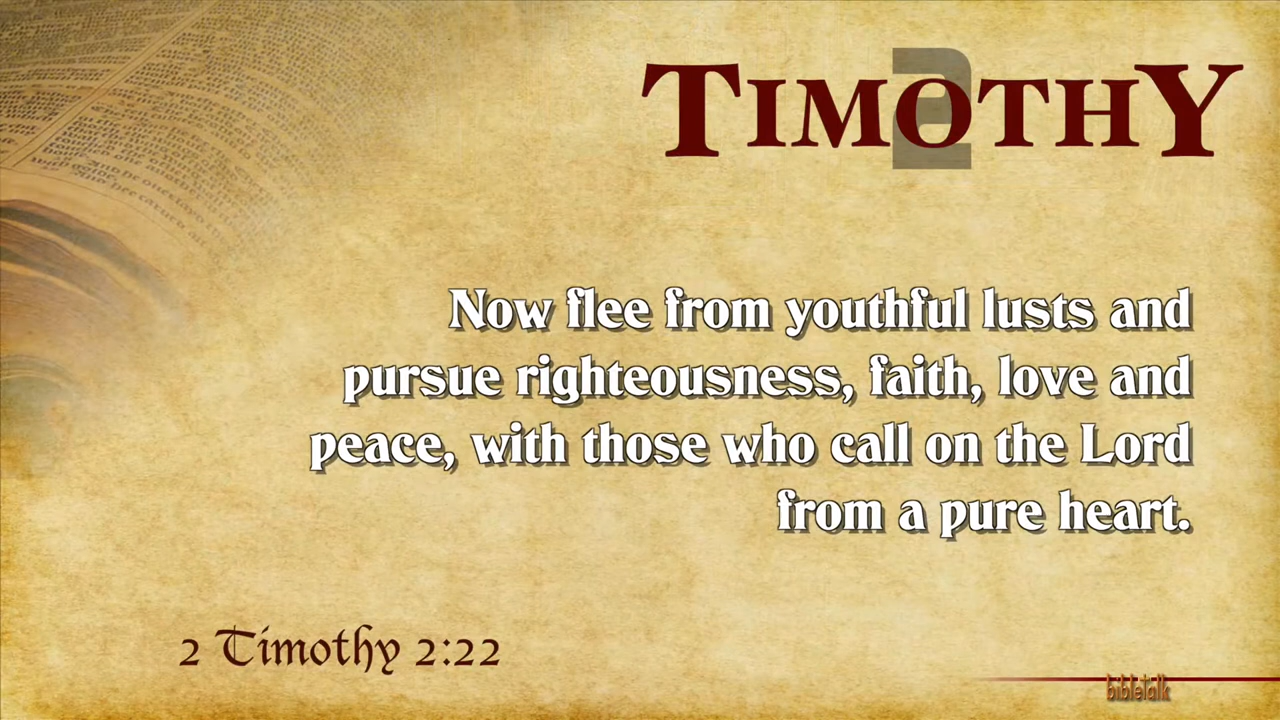 2
TIMOTHY
Now flee from youthful lusts and
pursue righteousness, faith, love and
peace, with those who call on the Lord
from a pure heart.
2 Timothy 2:22
bibletalk